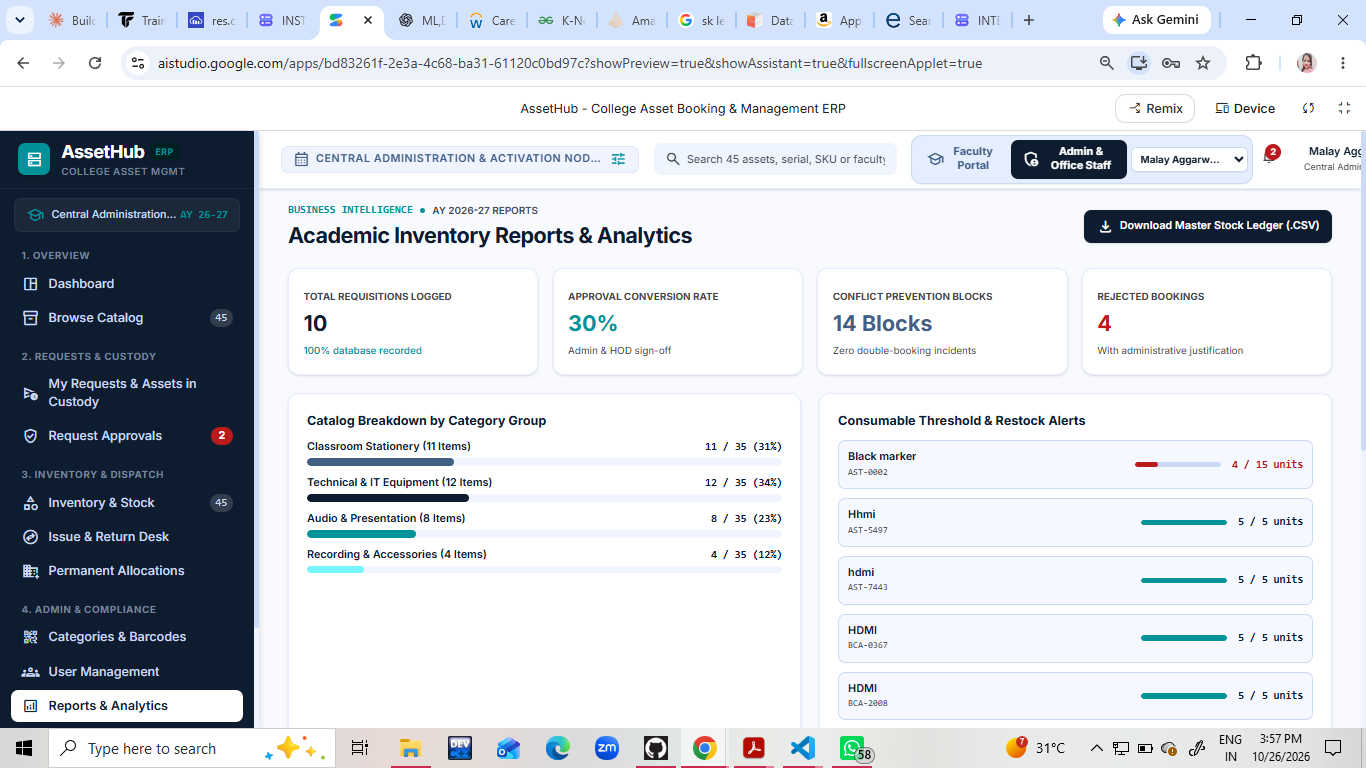 Build
Train
res.c
INST
ML,D
Care
K-Ne
Ama
sk le
Data
App
Sear
INTE
Ask Gemini
aistudio.google.com/apps/bd83261f-2e3a-4c68-ba31-61120c0bd97c?showPreview=true&showAssistant=true&fullscreenApplet=true
AssetHub - College Asset Booking & Management ERP
Remix
Device
AssetHub ERP
COLLEGE ASSET MGMT
Central Administration... AY 26-27
1. OVERVIEW
Dashboard
Browse Catalog 45
2. REQUESTS & CUSTODY
My Requests & Assets in
Custody
Request Approvals 2
3. INVENTORY & DISPATCH
Inventory & Stock 45
Issue & Return Desk
Permanent Allocations
4. ADMIN & COMPLIANCE
Categories & Barcodes
User Management
Reports & Analytics
CENTRAL ADMINISTRATION & ACTIVATION NOD...
Search 45 assets, serial, SKU or faculty
Faculty
Portal
Admin &
Office Staff
Malay Aggarw...
2
Malay Agg
Central Admin
BUSINESS INTELLIGENCE • AY 2026-27 REPORTS
Academic Inventory Reports & Analytics
Download Master Stock Ledger (.CSV)
TOTAL REQUISITIONS LOGGED
10
100% database recorded
APPROVAL CONVERSION RATE
30%
Admin & HOD sign-off
CONFLICT PREVENTION BLOCKS
14 Blocks
Zero double-booking incidents
REJECTED BOOKINGS
4
With administrative justification
Catalog Breakdown by Category Group
Classroom Stationery (11 Items) 11 / 35 (31%)
Technical & IT Equipment (12 Items) 12 / 35 (34%)
Audio & Presentation (8 Items) 8 / 35 (23%)
Recording & Accessories (4 Items) 4 / 35 (12%)
Consumable Threshold & Restock Alerts
Black marker
AST-0002
4 / 15 units
Hhmi
AST-5497
5 / 5 units
hdmi
AST-7443
5 / 5 units
HDMI
BCA-0367
5 / 5 units
HDMI
BCA-2008
5 / 5 units
Type here to search
DEV
zm
58
7
31°C
ENG
IN
3:57 PM
10/26/2026